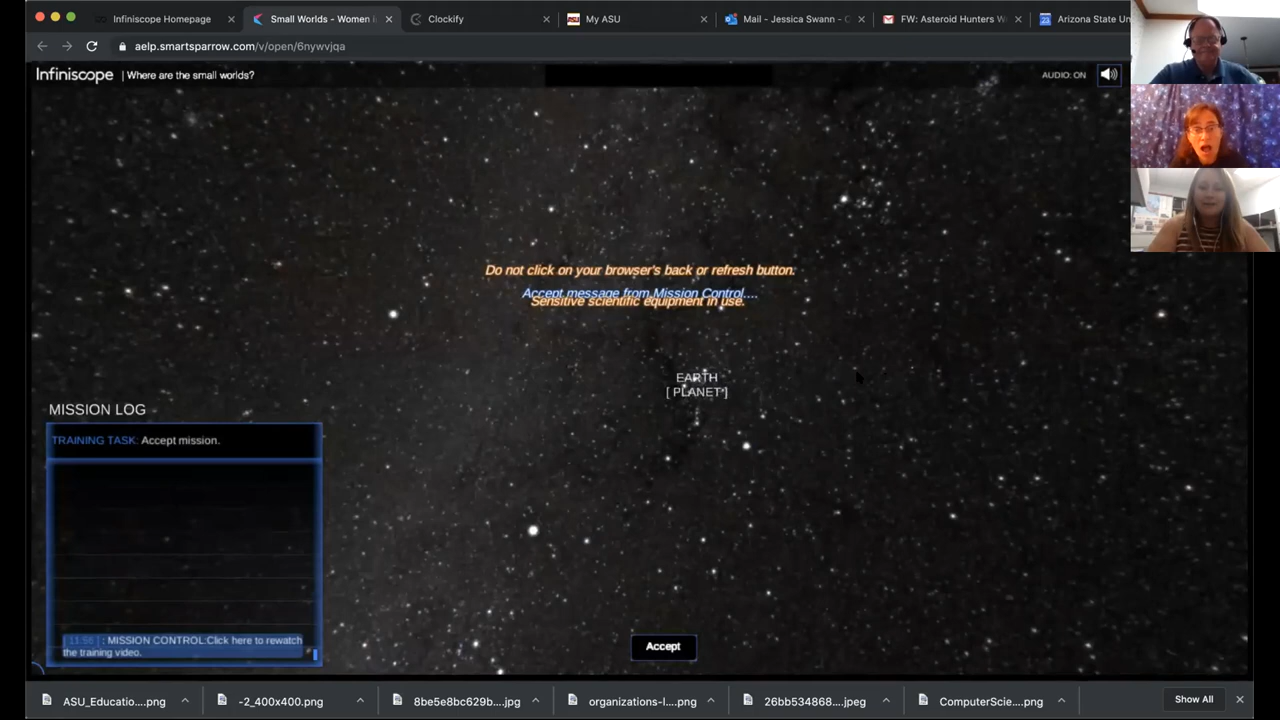 Infiniscope Homepage
Small Worlds - Women i
Clockify
My ASU
Mail - Jessica Swann - O
FW: Asteroid Hunters W
23
Arizona State Un
aelp.smartsparrow.com/v/open/6nywvjqa
Infiniscope | Where are the small worlds?
AUDIO: ON
Do not click on your browser's back or refresh button.
Accept message from Mission Control....
Sensitive scientific equipment in use.
EARTH
[ PLANET ]
MISSION LOG
TRAINING TASK: Accept mission.
[11:56] : MISSION CONTROL:Click here to rewatch
the training video.
Accept
ASU_Educatio....png
-2_400x400.png
8be5e8bc629b...jpg
organizations-l....png
26bb534868....jpeg
ComputerScie....png
Show All